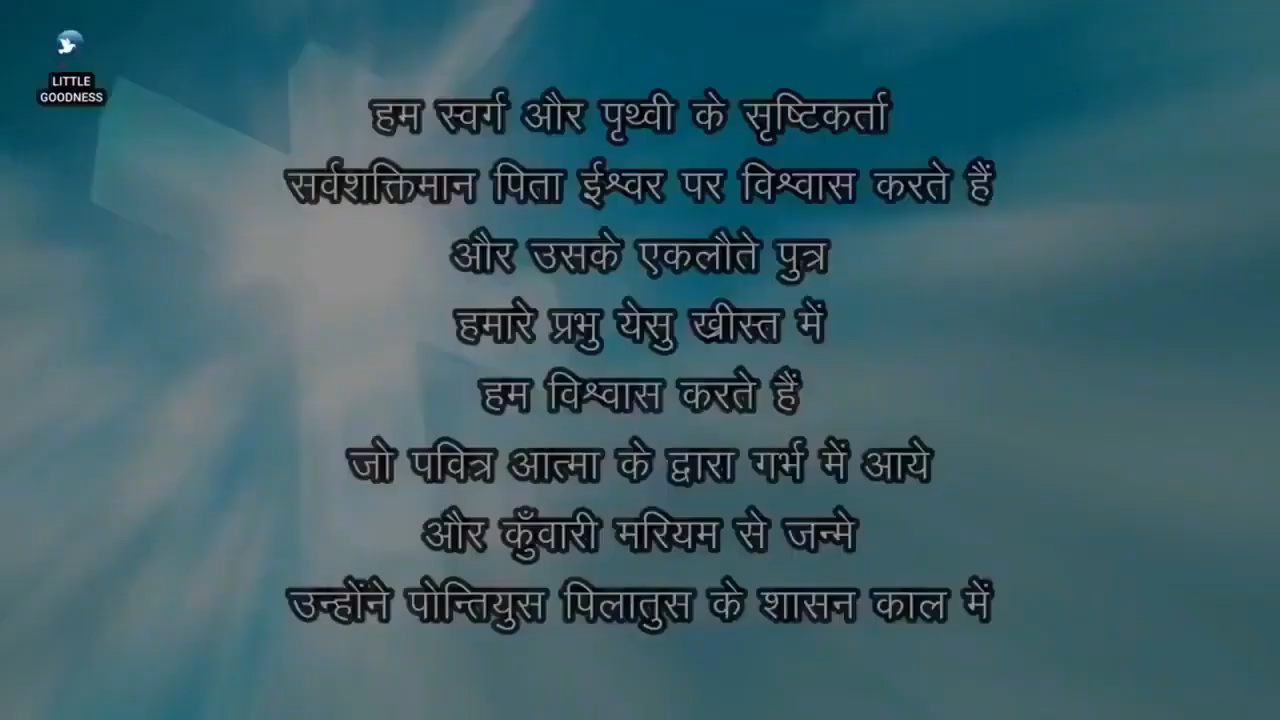 LITTLE
GOODNESS
हम स्वर्ग और पृथ्वी के सृष्टिकर्ता
सर्वशक्तिमान पिता ईश्वर पर विश्वास करते हैं
और उसके एकलौते पुत्र
हमारे प्रभु येसु ख्रीस्त में
हम विश्वास करते हैं
जो पवित्र आत्मा के द्वारा गर्भ में आये
और कुँवारी मरियम से जन्मे
उन्होंने पोन्तियुस पिलातुस के शासन काल में